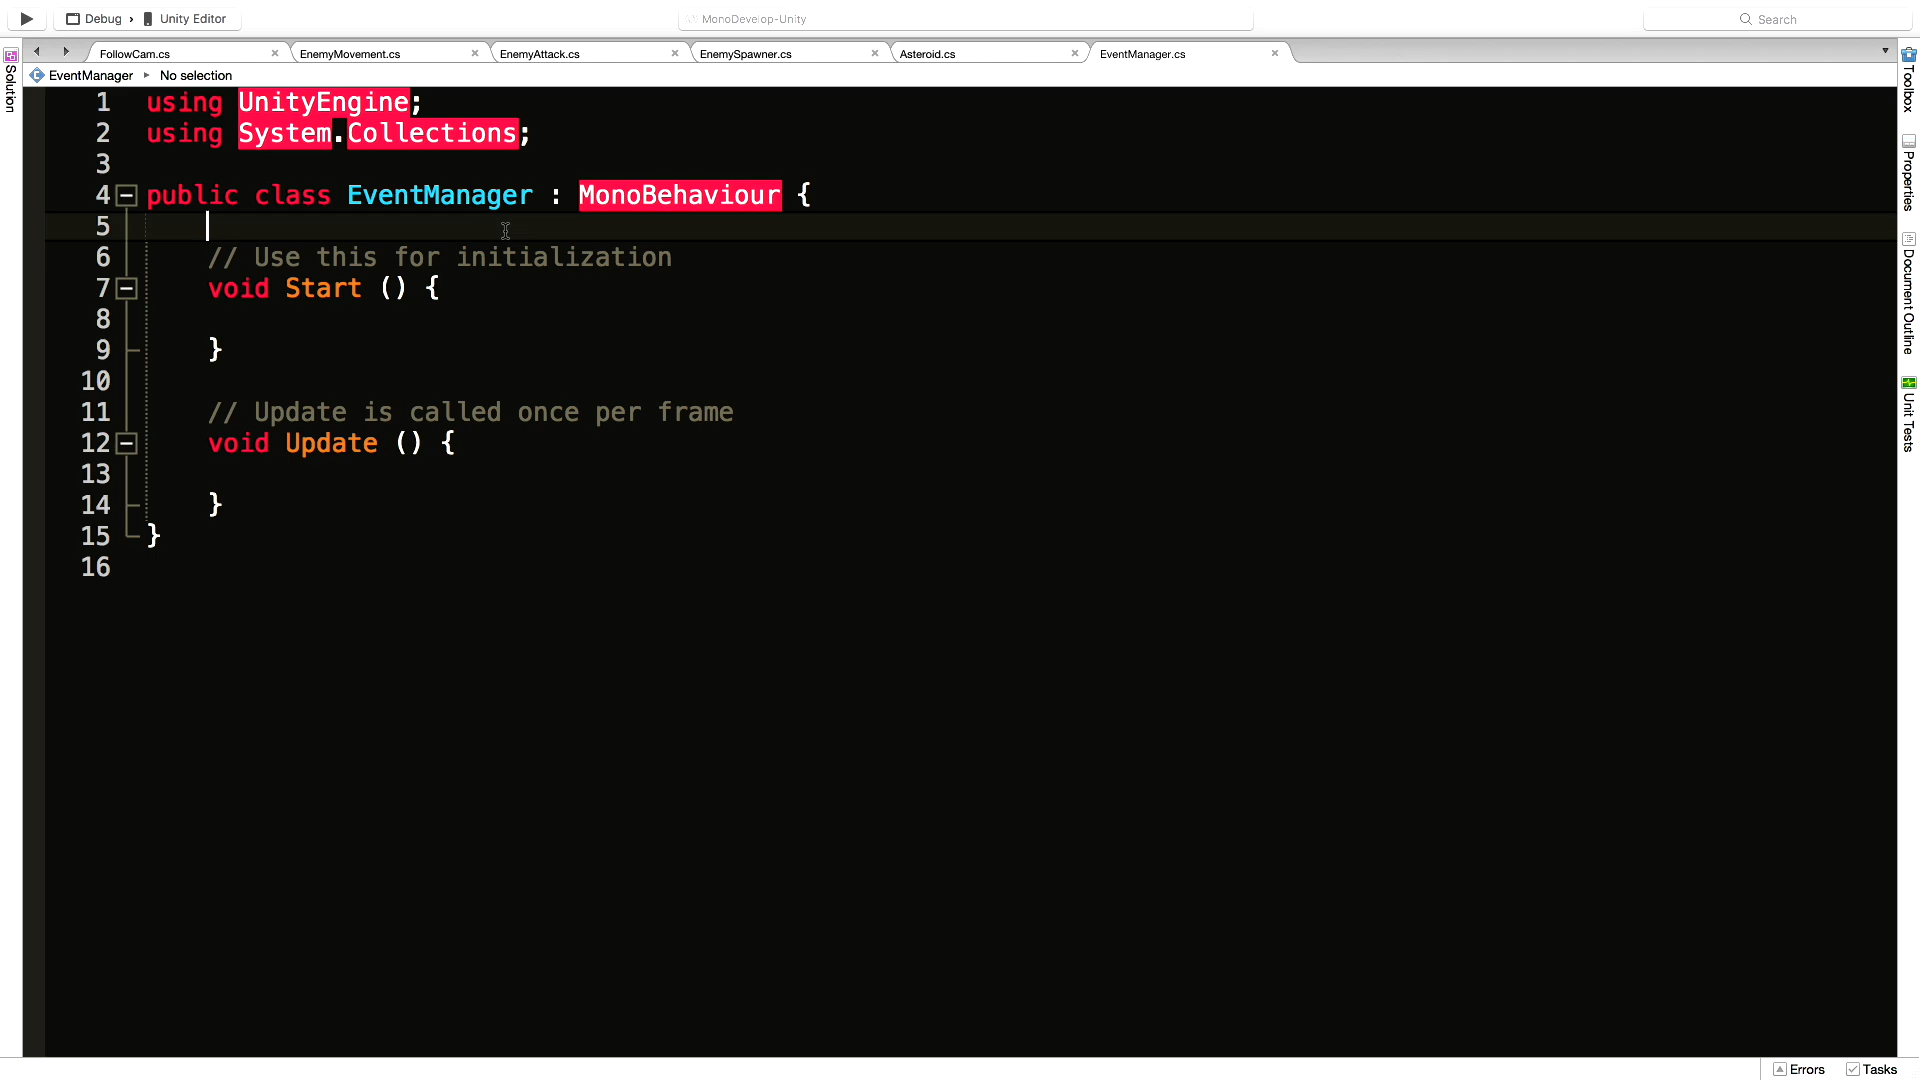 Debug › Unity Editor
MonoDevelop-Unity
Search
FollowCam.cs
EnemyMovement.cs
EnemyAttack.cs
EnemySpawner.cs
Asteroid.cs
EventManager.cs
EventManager ▸ No selection
Solution
1 using UnityEngine;
2 using System.Collections;
3
4 public class EventManager : MonoBehaviour {
5
6 // Use this for initialization
7 void Start () {
8
9 }
10
11 // Update is called once per frame
12 void Update () {
13
14 }
15 }
16
Toolbox
Properties
Document Outline
Unit Tests
Errors
Tasks